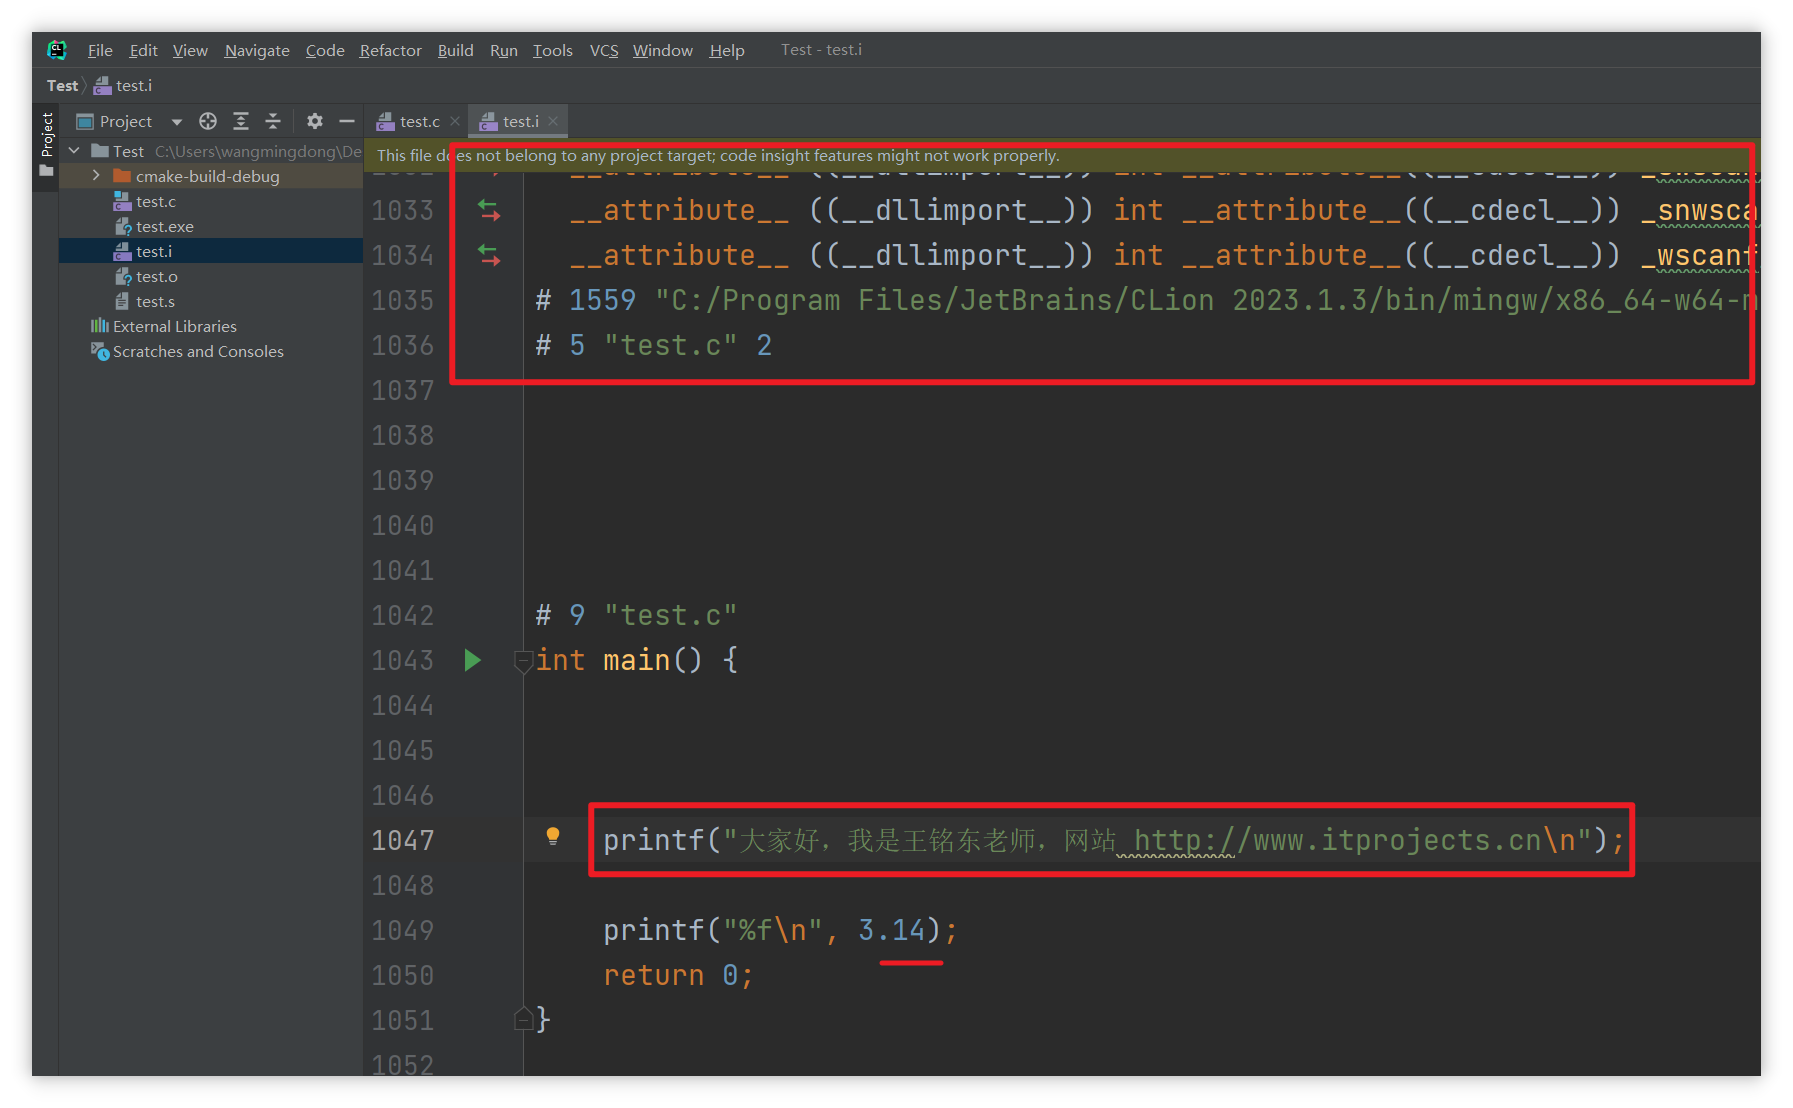 File Edit View Navigate Code Refactor Build Run Tools VCS Window Help Test - test.i
Test test.i
Project
Project
test.c test.i
Test C:\Users\wangmingdong\De
cmake-build-debug
test.c
test.exe
test.i
test.o
test.s
External Libraries
Scratches and Consoles
This file does not belong to any project target; code insight features might not work properly.
1033 __attribute__ ((__dllimport__)) int __attribute__((__cdecl__)) _snwsca
1034 __attribute__ ((__dllimport__)) int __attribute__((__cdecl__)) _wscanf
1035 # 1559 "C:/Program Files/JetBrains/CLion 2023.1.3/bin/mingw/x86_64-w64-m
1036 # 5 "test.c" 2
1037
1038
1039
1040
1041
1042 # 9 "test.c"
1043 int main() {
1044
1045
1046
1047 printf("大家好，我是王铭东老师，网站 http://www.itprojects.cn\n");
1048
1049 printf("%f\n", 3.14);
1050 return 0;
1051 }
1052